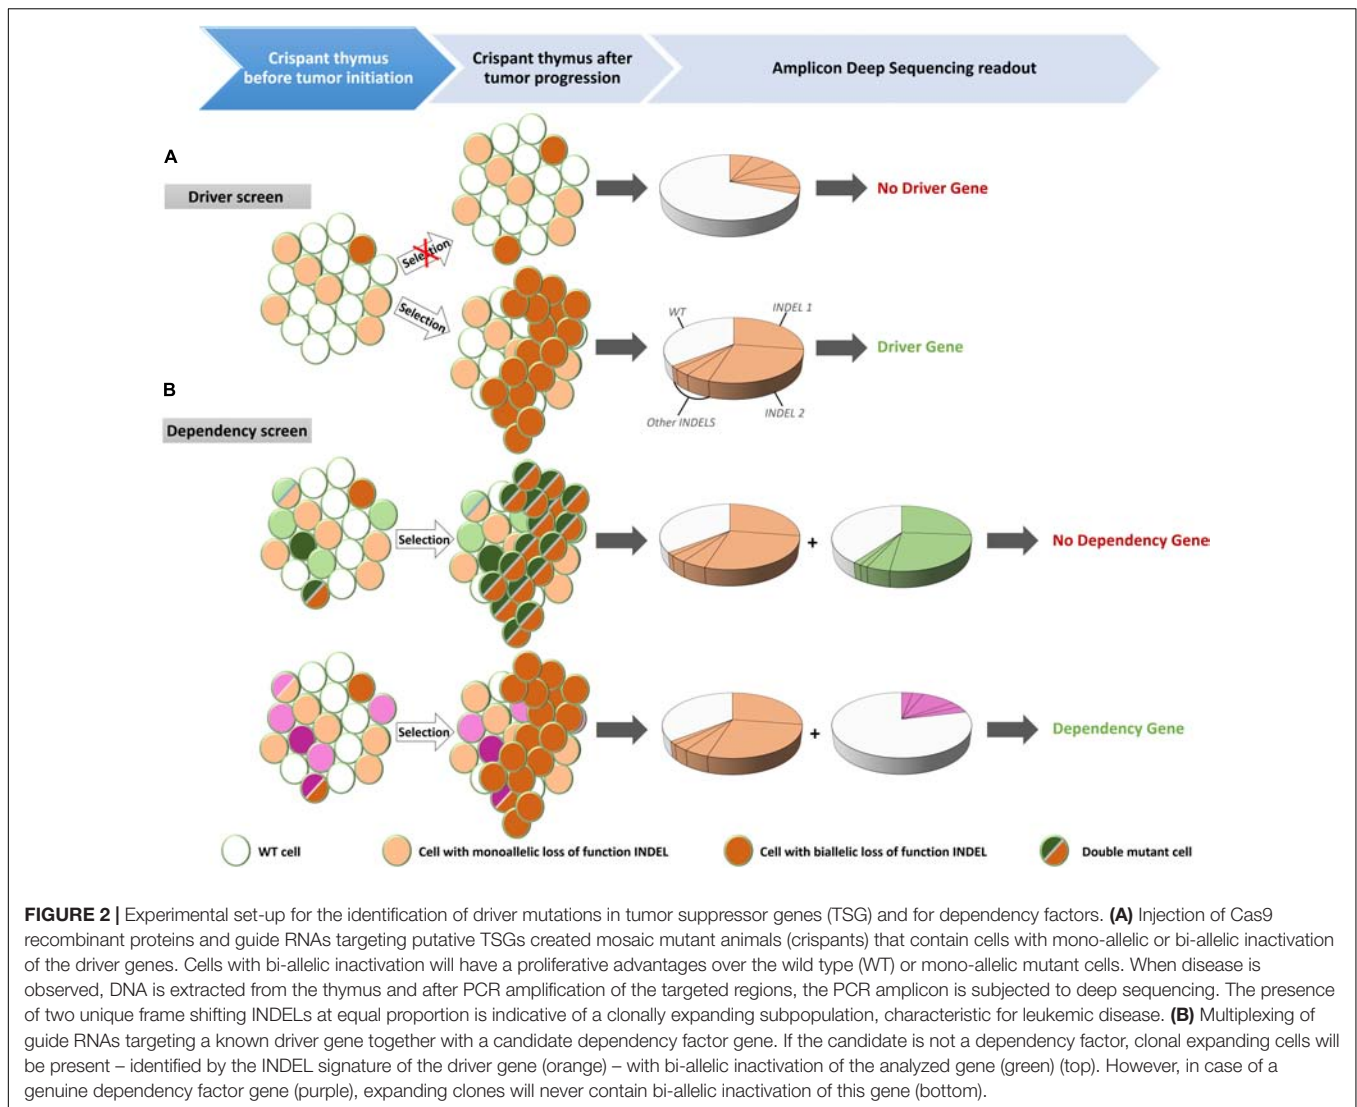 Crispant thymus
before tumor initiation
Crispant thymus after
tumor progression
Amplicon Deep Sequencing readout
A
Driver screen
Selection
No Driver Gene
Selection
WT
INDEL 1
INDEL 2
Other INDELS
Driver Gene
B
Dependency screen
Selection
+
No Dependency Gene
Selection
+
Dependency Gene
WT cell
Cell with monoallelic loss of function INDEL
Cell with biallelic loss of function INDEL
Double mutant cell
FIGURE 2 | Experimental set-up for the identification of driver mutations in tumor suppressor genes (TSG) and for dependency factors. (A) Injection of Cas9
recombinant proteins and guide RNAs targeting putative TSGs created mosaic mutant animals (crispants) that contain cells with mono-allelic or bi-allelic inactivation
of the driver genes. Cells with bi-allelic inactivation will have a proliferative advantages over the wild type (WT) or mono-allelic mutant cells. When disease is
observed, DNA is extracted from the thymus and after PCR amplification of the targeted regions, the PCR amplicon is subjected to deep sequencing. The presence
of two unique frame shifting INDELs at equal proportion is indicative of a clonally expanding subpopulation, characteristic for leukemic disease. (B) Multiplexing of
guide RNAs targeting a known driver gene together with a candidate dependency factor gene. If the candidate is not a dependency factor, clonal expanding cells will
be present – identified by the INDEL signature of the driver gene (orange) – with bi-allelic inactivation of the analyzed gene (green) (top). However, in case of a
genuine dependency factor gene (purple), expanding clones will never contain bi-allelic inactivation of this gene (bottom).